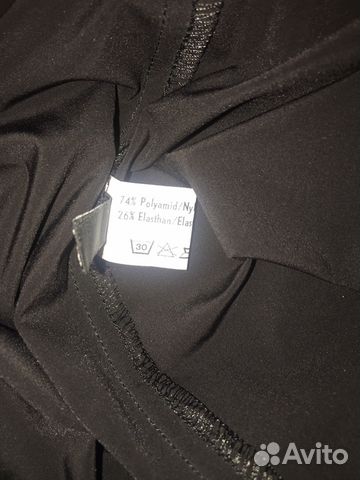 74% Polyamid/Ny
26% Elasthan/Elas
30
Avito